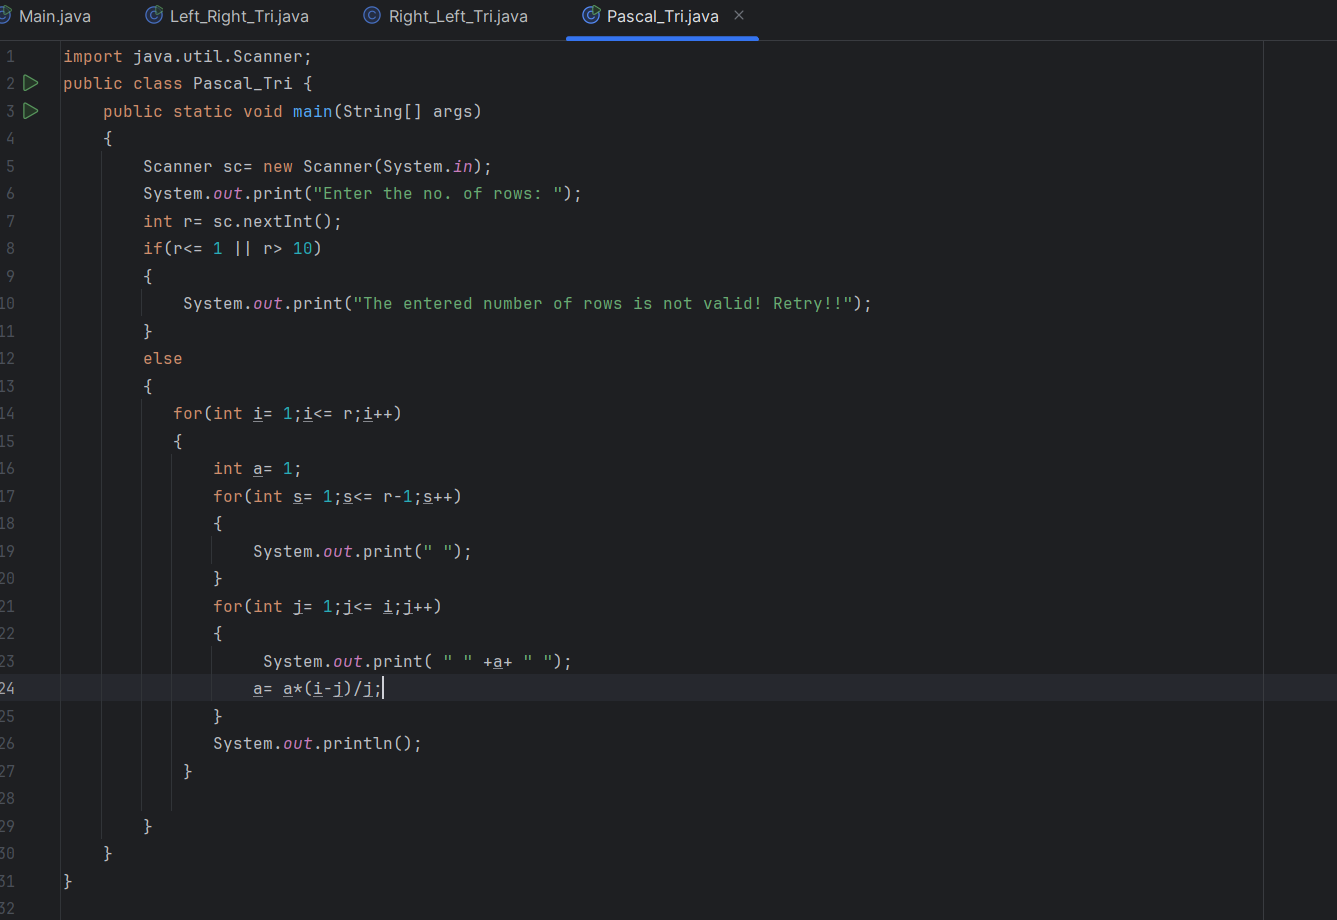 Main.java Left_Right_Tri.java Right_Left_Tri.java Pascal_Tri.java
1 import java.util.Scanner;
2 public class Pascal_Tri {
3 public static void main(String[] args)
4 {
5 Scanner sc= new Scanner(System.in);
6 System.out.print("Enter the no. of rows: ");
7 int r= sc.nextInt();
8 if(r<= 1 || r> 10)
9 {
10 System.out.print("The entered number of rows is not valid! Retry!!");
11 }
12 else
13 {
14 for(int i= 1;i<= r;i++)
15 {
16 int a= 1;
17 for(int s= 1;s<= r-1;s++)
18 {
19 System.out.print(" ");
20 }
21 for(int j= 1;j<= i;j++)
22 {
23 System.out.print( " " +a+ " ");
24 a= a*(i-j)/j;
25 }
26 System.out.println();
27 }
28
29 }
30 }
31 }
32